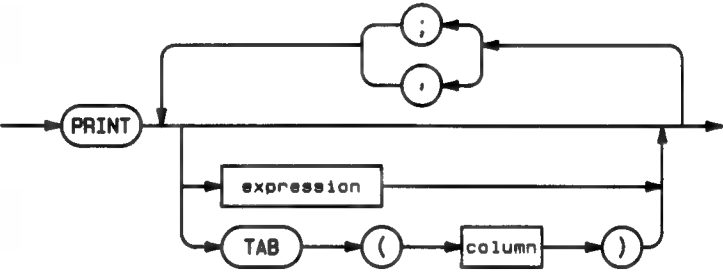 ;
,
PRINT
expression
TAB ( column )